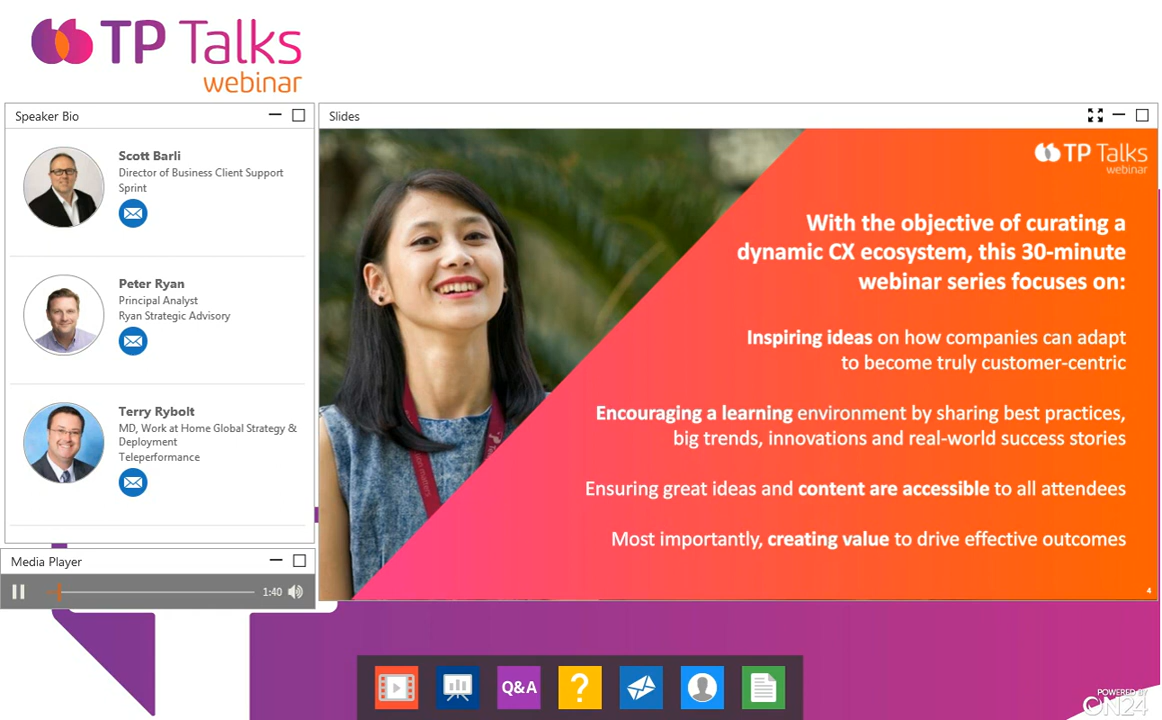 TP Talks
webinar
Speaker Bio
Scott Barli
Director of Business Client Support
Sprint
Peter Ryan
Principal Analyst
Ryan Strategic Advisory
Terry Rybolt
MD, Work at Home Global Strategy &
Deployment
Teleperformance
Media Player
1:40
Slides
TP Talks
webinar
With the objective of curating a
dynamic CX ecosystem, this 30-minute
webinar series focuses on:
Inspiring ideas on how companies can adapt
to become truly customer-centric
Encouraging a learning environment by sharing best practices,
big trends, innovations and real-world success stories
Ensuring great ideas and content are accessible to all attendees
Most importantly, creating value to drive effective outcomes
4
Q&A
?
POWERED BY
ON24